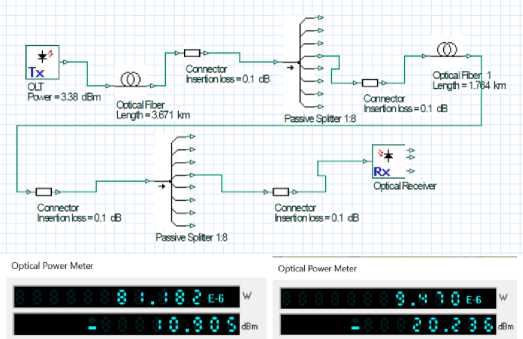 Tx
OLT
Power = 3.38 dBm
Optical Fiber
Length = 3.671 km
Connector
Insertion loss = 0.1 dB
Passive Splitter 1:8
Connector
Insertion loss = 0.1 dB
Optical Fiber_1
Length = 1.764 km
Connector
Insertion loss = 0.1 dB
Passive Splitter 1:8
Connector
Insertion loss = 0.1 dB
Rx
Optical Receiver
Optical Power Meter
81.182 E-6 W
-10.905 dBm
Optical Power Meter
9.470 E-6 W
-20.236 dBm